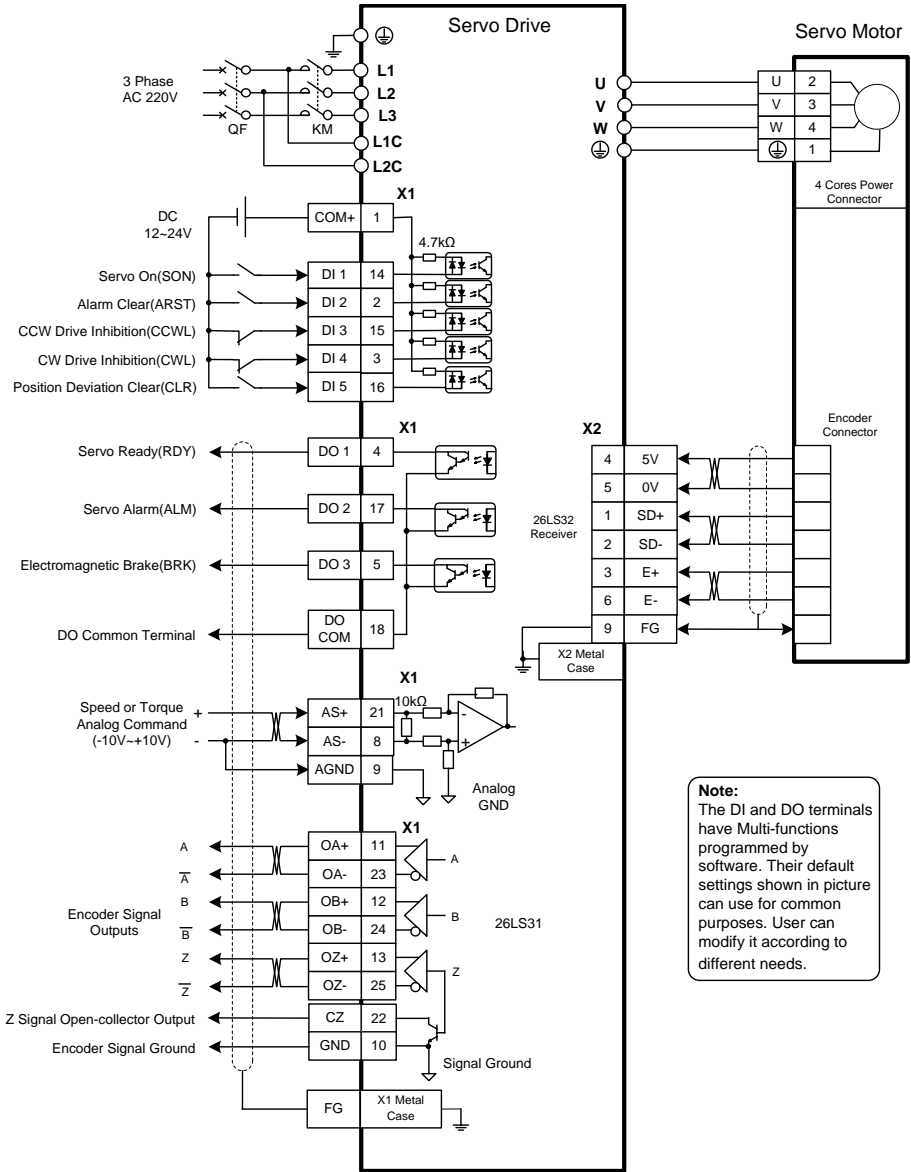 Servo Drive
Servo Motor
3 Phase
AC 220V
QF
KM
L1
L2
L3
L1C
L2C
U
V
W
U 2
V 3
W 4
1
4 Cores Power
Connector
X1
DC
12~24V
COM+ 1
4.7kΩ
Servo On(SON) DI 1 14
Alarm Clear(ARST) DI 2 2
CCW Drive Inhibition(CCWL) DI 3 15
CW Drive Inhibition(CWL) DI 4 3
Position Deviation Clear(CLR) DI 5 16
X1
Servo Ready(RDY) DO 1 4
Servo Alarm(ALM) DO 2 17
Electromagnetic Brake(BRK) DO 3 5
DO Common Terminal
DO
COM
18
X2
Encoder
Connector
26LS32
Receiver
4 5V
5 0V
1 SD+
2 SD-
3 E+
6 E-
9 FG
X2 Metal
Case
X1
Speed or Torque
Analog Command
(-10V~+10V)
+
-
AS+ 21
AS- 8
AGND 9
10kΩ
-
+
Analog
GND
X1
Encoder Signal
Outputs
A OA+ 11
A OA- 23
A
B OB+ 12
B OB- 24
B
Z OZ+ 13
Z OZ- 25
Z
26LS31
Z Signal Open-collector Output CZ 22
Encoder Signal Ground GND 10
Signal Ground
FG
X1 Metal
Case
Note:
The DI and DO terminals
have Multi-functions
programmed by
software. Their default
settings shown in picture
can use for common
purposes. User can
modify it according to
different needs.